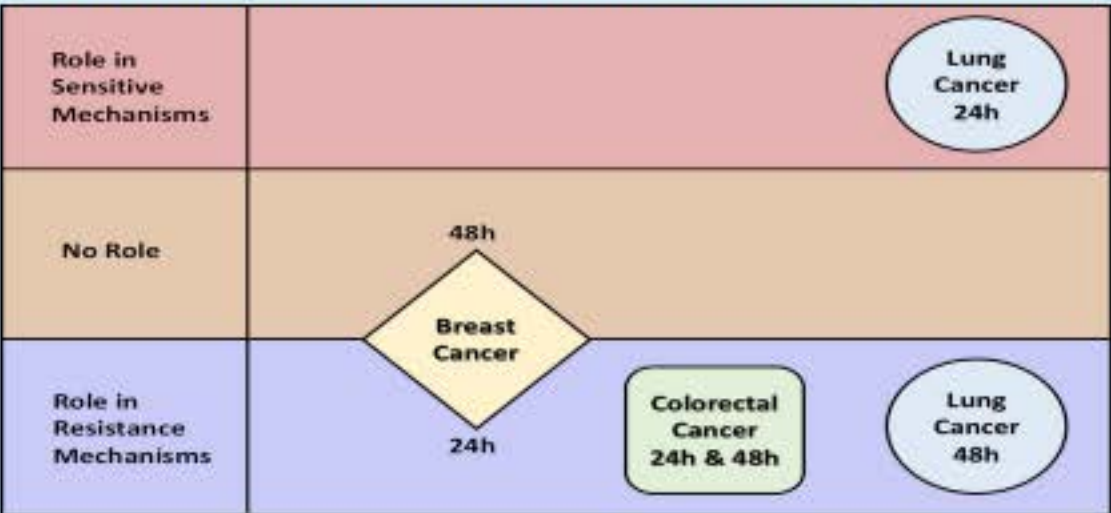 Role in
Sensitive
Mechanisms
Lung
Cancer
24h
No Role
48h
Breast
Cancer
24h
Role in
Resistance
Mechanisms
Colorectal
Cancer
24h & 48h
Lung
Cancer
48h